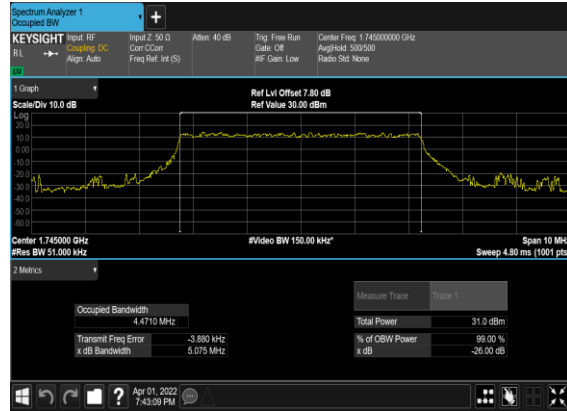 Spectrum Analyzer 1
Occupied BW
KEYSIGHT
RL
Input: RF
Coupling: DC
Align: Auto
Input Z: 50 Ω
Corr CCorr
Freq Ref: Int (S)
Atten: 40 dB
Trig: Free Run
Gate: Off
#IF Gain: Low
Center Freq: 1.745000000 GHz
Avg|Hold: 500/500
Radio Std: None
1 Graph
Scale/Div 10.0 dB
Ref Lvl Offset 7.80 dB
Ref Value 30.00 dBm
Log
20.0
10.0
0.00
-10.0
-20.0
-30.0
-40.0
-50.0
-60.0
Center 1.745000 GHz
#Res BW 51.000 kHz
#Video BW 150.00 kHz*
Span 10 MHz
Sweep 4.80 ms (1001 pts)
2 Metrics
Measure Trace
Trace 1
Occupied Bandwidth
4.4710 MHz
Total Power
31.0 dBm
Transmit Freq Error
-3.880 kHz
% of OBW Power
99.00 %
x dB Bandwidth
5.075 MHz
x dB
-26.00 dB
?
Apr 01, 2022
7:43:09 PM